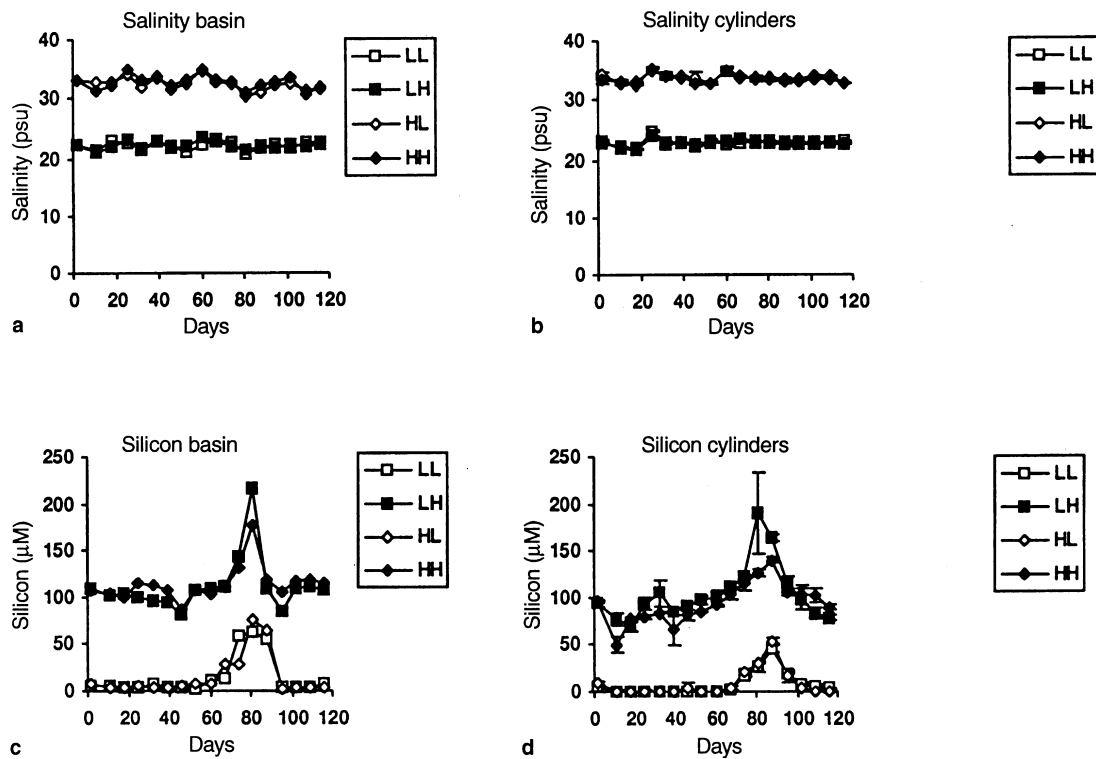 Salinity basin
Salinity (psu)
40
30
20
10
0
0 20 40 60 80 100 120
Days
a
LL
LH
HL
HH
Salinity cylinders
Salinity (psu)
40
30
20
10
0
0 20 40 60 80 100 120
Days
b
LL
LH
HL
HH
Silicon basin
Silicon (µM)
250
200
150
100
50
0
0 20 40 60 80 100 120
Days
c
LL
LH
HL
HH
Silicon cylinders
Silicon (µM)
250
200
150
100
50
0
0 20 40 60 80 100 120
Days
d
LL
LH
HL
HH